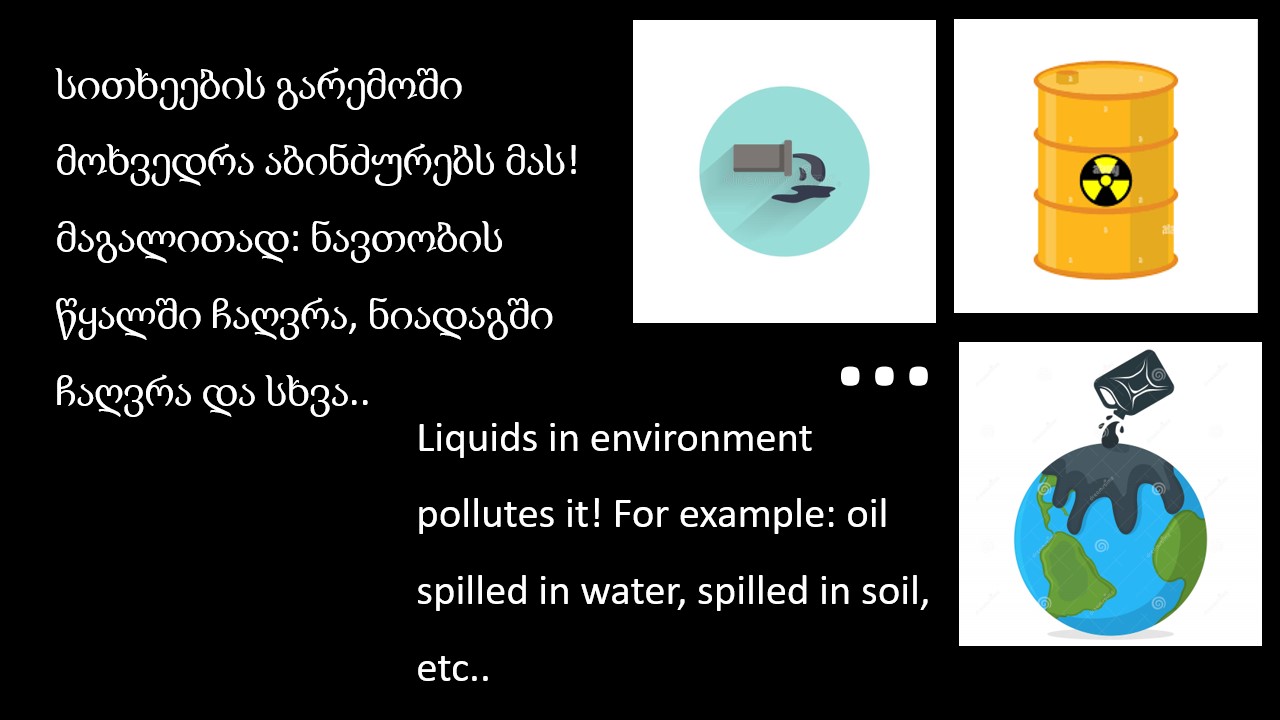 სითხეების გარემოში
მოხვედრა აბინძურებს მას!
მაგალითად: ნავთობის
წყალში ჩაღვრა, ნიადაგში
ჩაღვრა და სხვა..
...
Liquids in environment
pollutes it! For example: oil
spilled in water, spilled in soil,
etc..